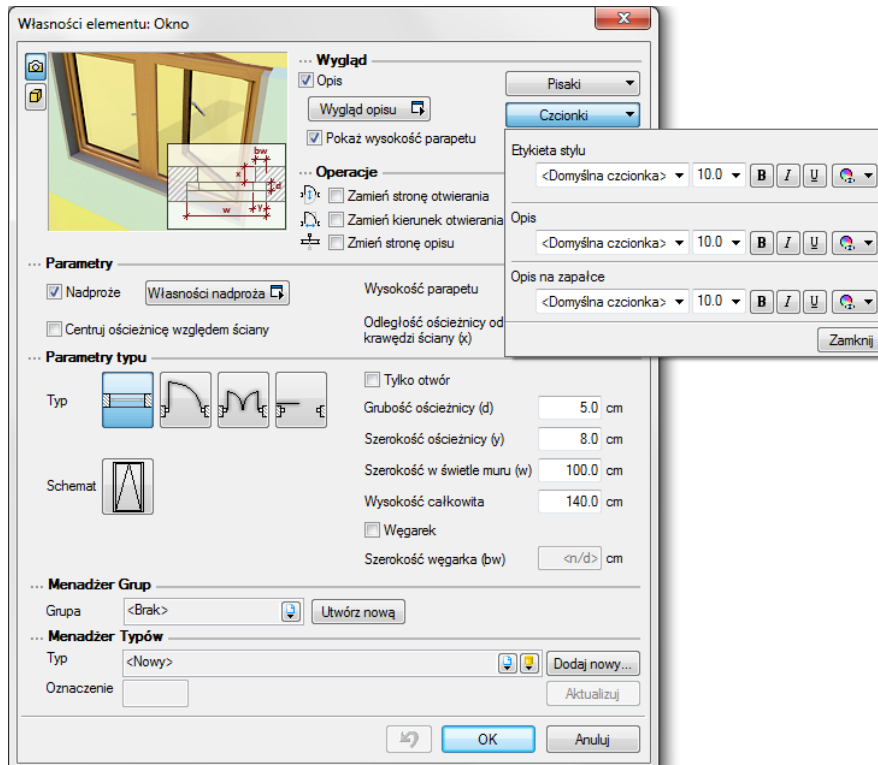 Własności elementu: Okno
Wygląd
Opis
Pisaki
Wygląd opisu
Czcionki
Pokaż wysokość parapetu
bw
x
d
w
y
Operacje
Zamień stronę otwierania
Zamień kierunek otwierania
Zmień stronę opisu
Etykieta stylu
<Domyślna czcionka> 10.0 B I U
Opis
<Domyślna czcionka> 10.0 B I U
Opis na zapałce
<Domyślna czcionka> 10.0 B I U
Zamknij
Parametry
Nadproże Własności nadproża
Wysokość parapetu
Centruj ościeżnicę względem ściany
Odległość ościeżnicy od
krawędzi ściany (x)
Parametry typu
Typ
Tylko otwór
Grubość ościeżnicy (d) 5.0 cm
Szerokość ościeżnicy (y) 8.0 cm
Schemat
Szerokość w świetle muru (w) 100.0 cm
Wysokość całkowita 140.0 cm
Węgarek
Szerokość węgarka (bw) <n/d> cm
Menadżer Grup
Grupa <Brak> Utwórz nową
Menadżer Typów
Typ <Nowy> Dodaj nowy...
Oznaczenie Aktualizuj
OK Anuluj